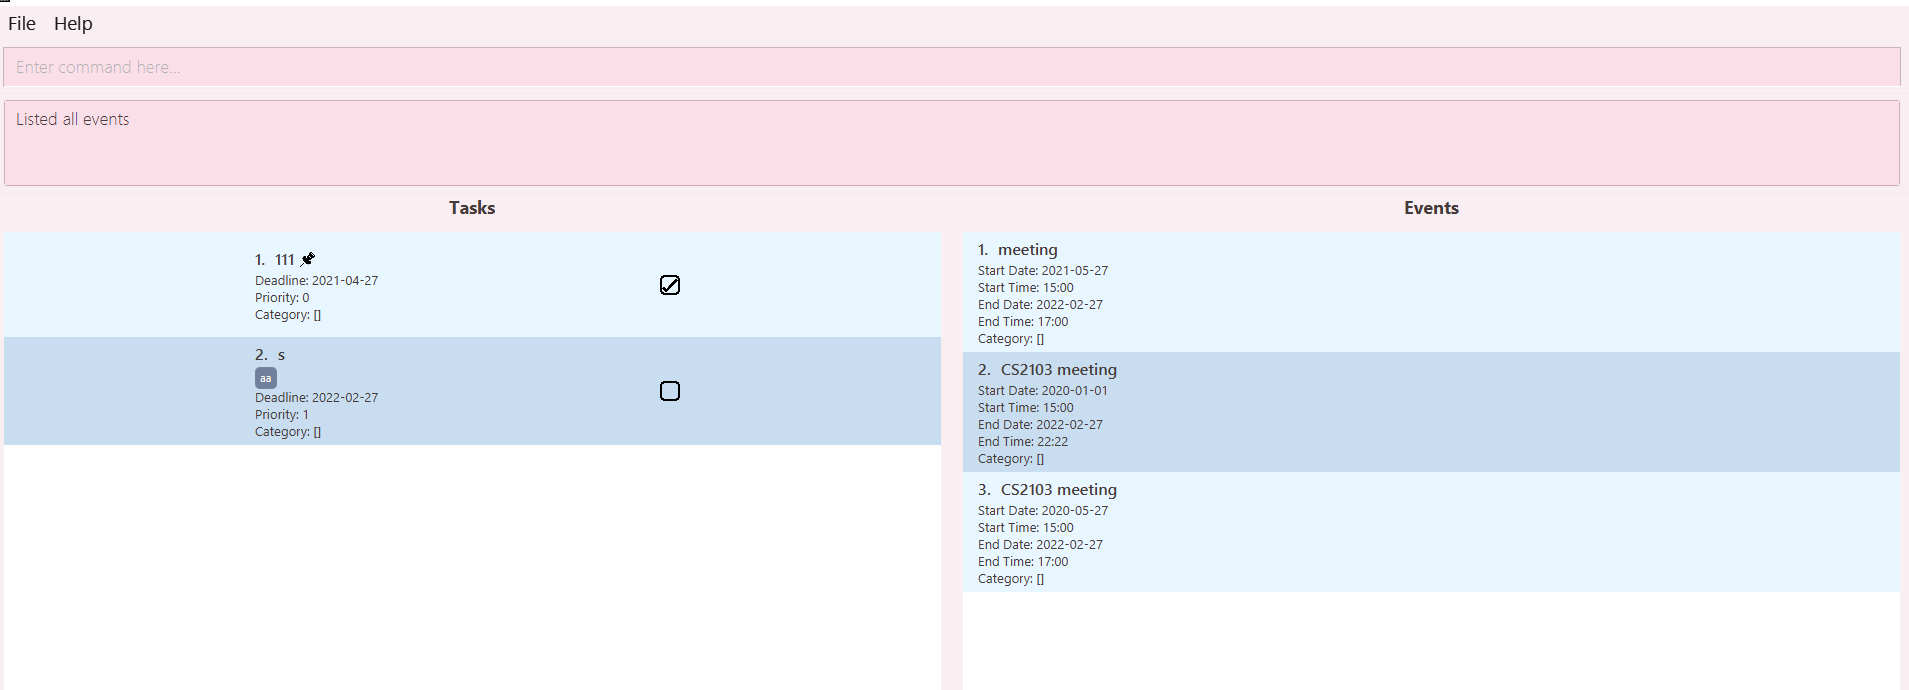 File Help
Enter command here...
Listed all events
Tasks
1. 111
Deadline: 2021-04-27
Priority: 0
Category: []
2. s
aa
Deadline: 2022-02-27
Priority: 1
Category: []
Events
1. meeting
Start Date: 2021-05-27
Start Time: 15:00
End Date: 2022-02-27
End Time: 17:00
Category: []
2. CS2103 meeting
Start Date: 2020-01-01
Start Time: 15:00
End Date: 2022-02-27
End Time: 22:22
Category: []
3. CS2103 meeting
Start Date: 2020-05-27
Start Time: 15:00
End Date: 2022-02-27
End Time: 17:00
Category: []